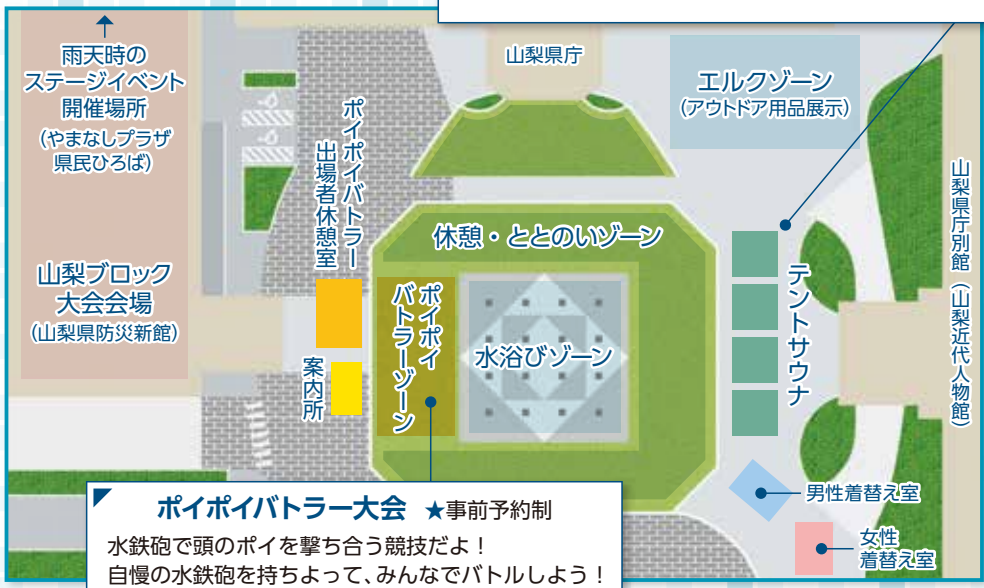 雨天時の
ステージイベント
開催場所
(やまなしプラザ
県民ひろば)
山梨ブロック
大会会場
(山梨県防災新館)
ポイポイバトラー
出場者休憩室
案内所
山梨県庁
エルクゾーン
(アウトドア用品展示)
休憩・ととのいゾーン
ポイポイ
バトラーゾーン
水浴びゾーン
テントサウナ
山梨県庁別館(山梨近代人物館)
男性着替え室
女性
着替え室
ポイポイバトラー大会 ★事前予約制
水鉄砲で頭のポイを撃ち合う競技だよ!
自慢の水鉄砲を持ちよって、みんなでバトルしよう!